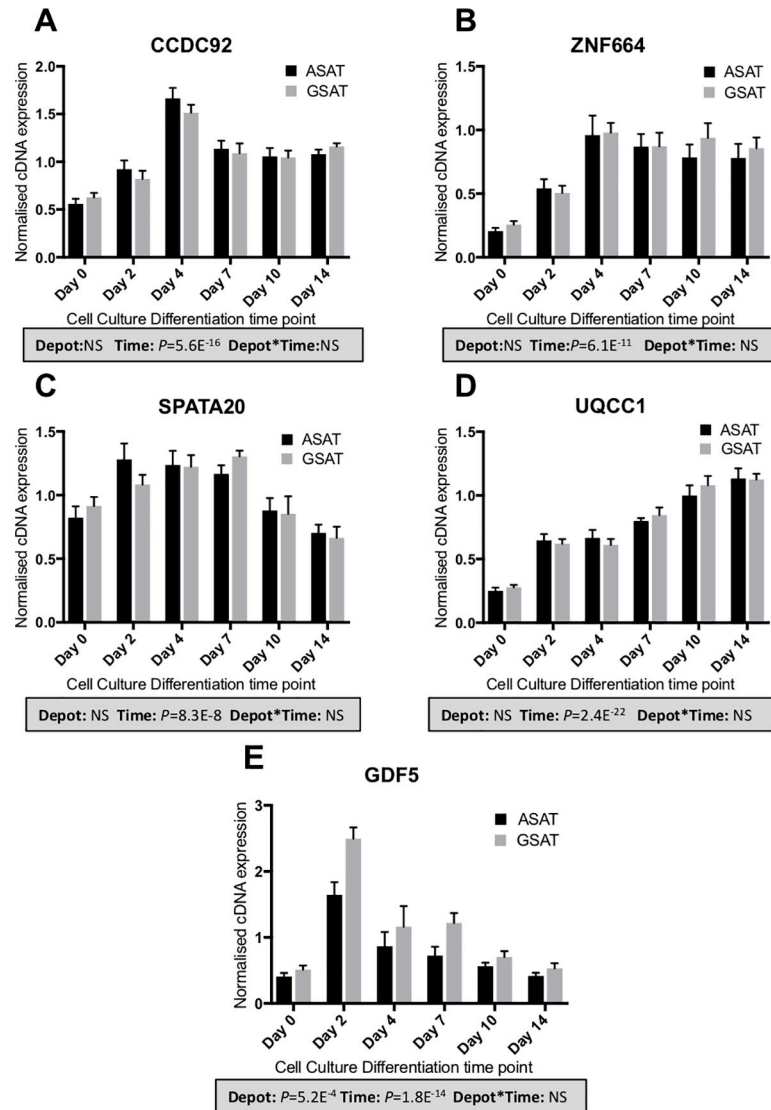 A
CCDC92
Normalised cDNA expression
2.0
1.5
1.0
0.5
0.0
ASAT
GSAT
Day 0
Day 2
Day 4
Day 7
Day 10
Day 14
Cell Culture Differentiation time point
Depot:NS Time: P=5.6E-16 Depot*Time:NS
B
ZNF664
Normalised cDNA expression
1.5
1.0
0.5
0.0
ASAT
GSAT
Day 0
Day 2
Day 4
Day 7
Day 10
Day 14
Cell Culture Differentiation time point
Depot:NS Time:P=6.1E-11 Depot*Time: NS
C
SPATA20
Normalised cDNA expression
1.5
1.0
0.5
0.0
ASAT
GSAT
Day 0
Day 2
Day 4
Day 7
Day 10
Day 14
Cell Culture Differentiation time point
Depot: NS Time: P=8.3E-8 Depot*Time: NS
D
UQCC1
Normalised cDNA expression
1.5
1.0
0.5
0.0
ASAT
GSAT
Day 0
Day 2
Day 4
Day 7
Day 10
Day 14
Cell Culture Differentiation time point
Depot: NS Time: P=2.4E-22 Depot*Time: NS
E
GDF5
Normalised cDNA expression
3
2
1
0
ASAT
GSAT
Day 0
Day 2
Day 4
Day 7
Day 10
Day 14
Cell Culture Differentiation time point
Depot: P=5.2E-4 Time: P=1.8E-14 Depot*Time: NS